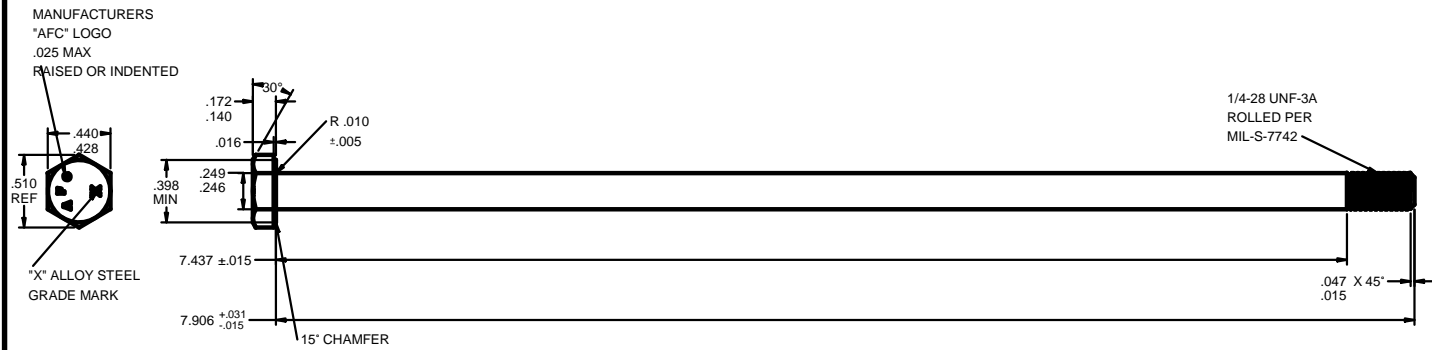 MANUFACTURERS
"AFC" LOGO
.025 MAX
RAISED OR INDENTED
.440
.428
.510
REF
"X" ALLOY STEEL
GRADE MARK
30°
.172
.140
.016
R .010
±.005
.398
MIN
.249
.246
1/4-28 UNF-3A
ROLLED PER
MIL-S-7742
7.437 ±.015
.047 X 45°
.015
7.906 +.031
-.015
15° CHAMFER